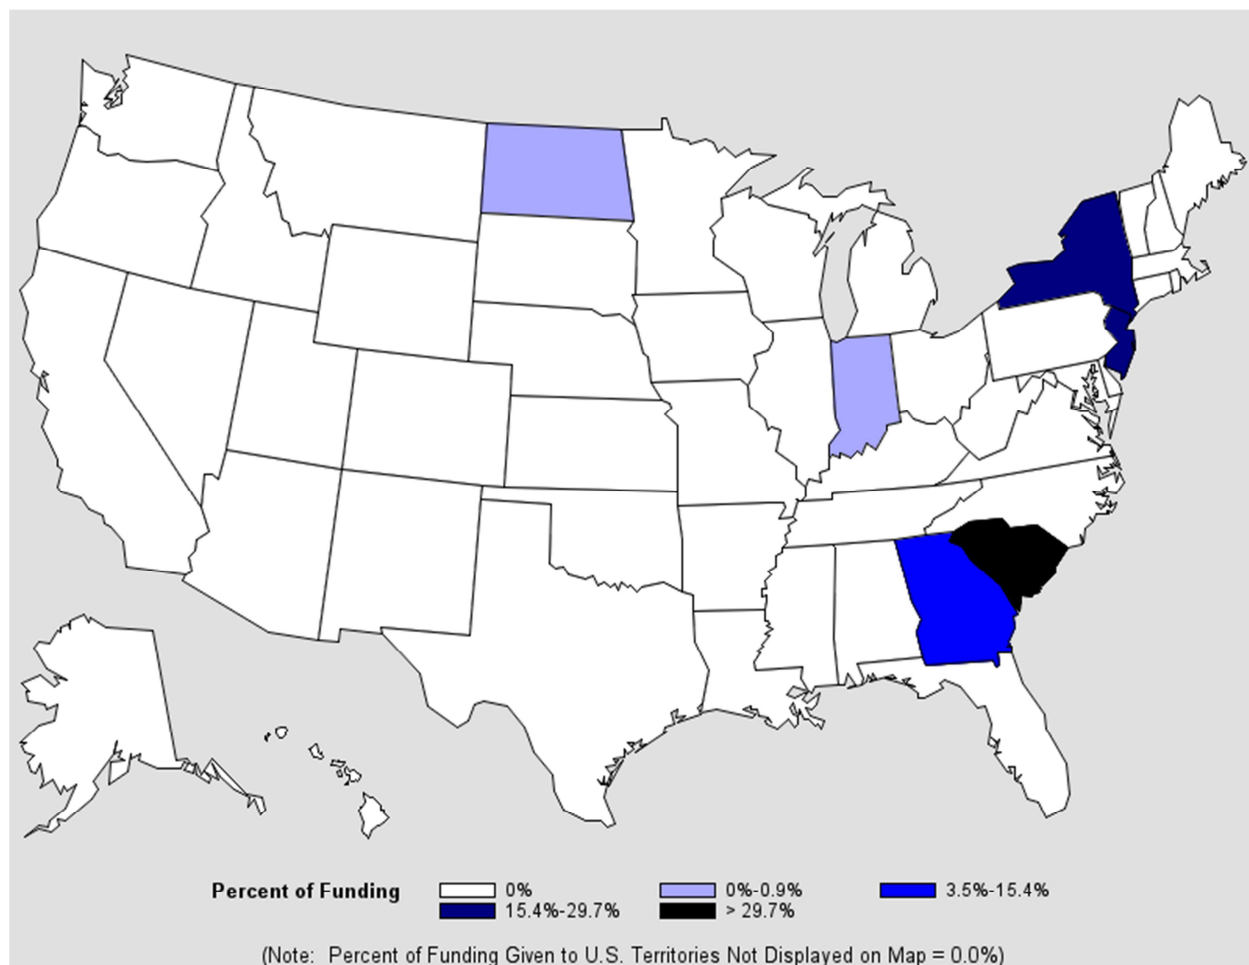 Percent of Funding 0% 0%-0.9% 3.5%-15.4%
15.4%-29.7% > 29.7%
(Note: Percent of Funding Given to U.S. Territories Not Displayed on Map = 0.0%)